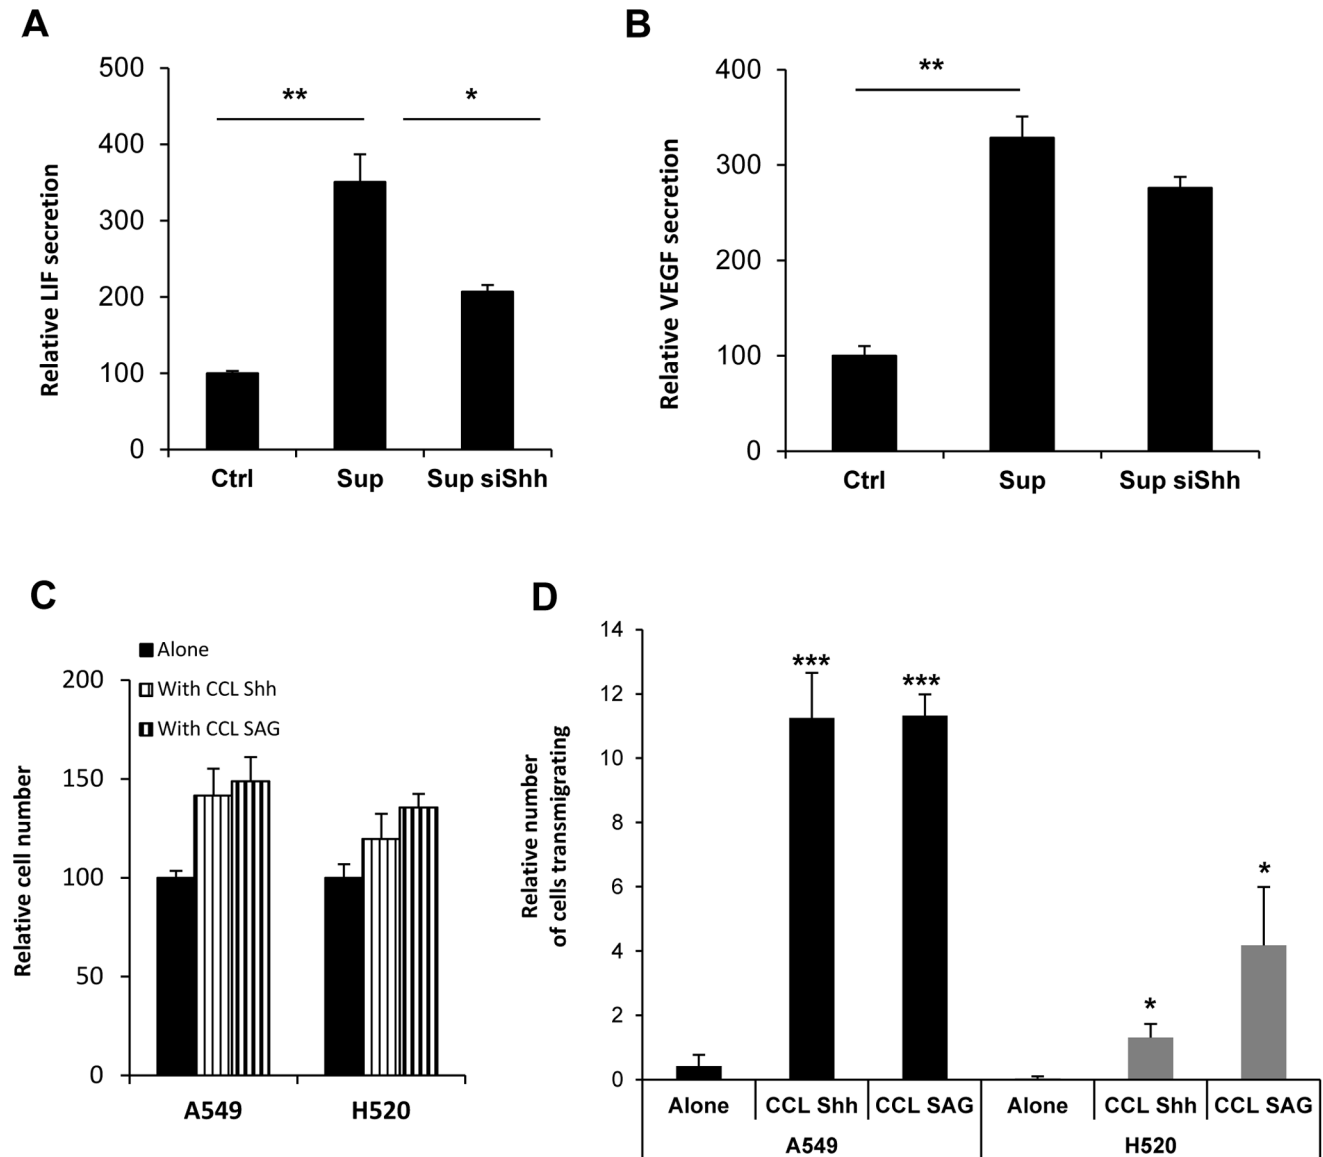 A
Relative LIF secretion
500
400
300
200
100
0
**
*
Ctrl
Sup
Sup siShh
B
Relative VEGF secretion
400
300
200
100
0
**
Ctrl
Sup
Sup siShh
C
Relative cell number
200
150
100
50
0
Alone
With CCL Shh
With CCL SAG
A549
H520
D
Relative number
of cells transmigrating
14
12
10
8
6
4
2
0
***
***
*
*
Alone
CCL Shh
CCL SAG
Alone
CCL Shh
CCL SAG
A549
H520